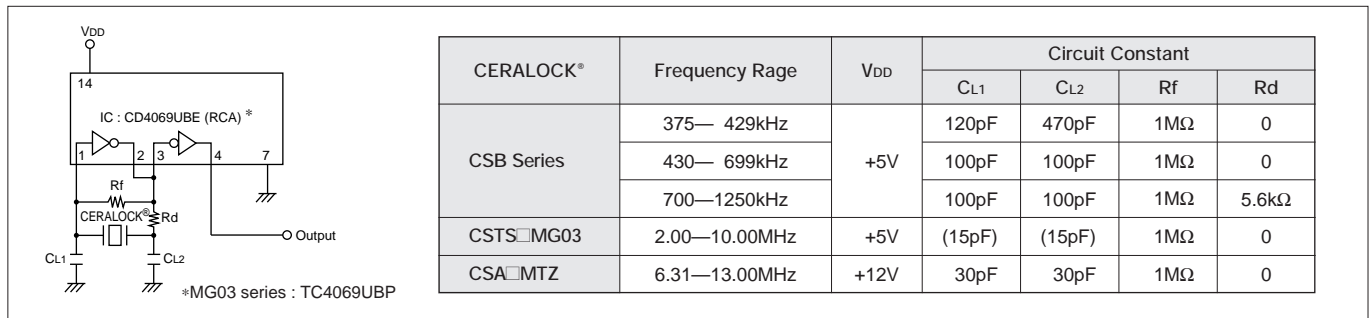 VDD
14
IC : CD4069UBE (RCA) *
1 2 3 4 7
Rf
CERALOCK® Rd
Output
CL1 CL2
*MG03 series : TC4069UBP
CERALOCK® Frequency Rage VDD Circuit Constant
CL1 CL2 Rf Rd
CSB Series +5V
375— 429kHz 120pF 470pF 1MΩ 0
430— 699kHz 100pF 100pF 1MΩ 0
700—1250kHz 100pF 100pF 1MΩ 5.6kΩ
CSTS□MG03 2.00—10.00MHz +5V (15pF) (15pF) 1MΩ 0
CSA□MTZ 6.31—13.00MHz +12V 30pF 30pF 1MΩ 0